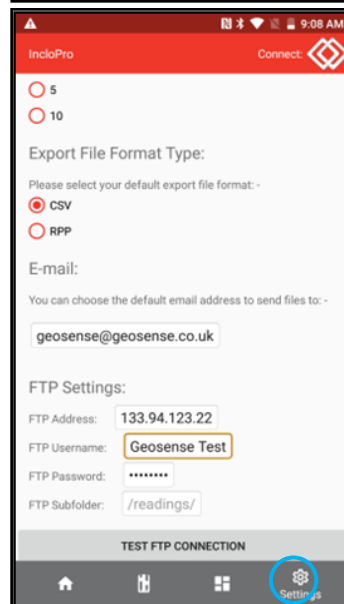 9:08 AM
IncloPro Connect:
5
10
Export File Format Type:
Please select your default export file format: -
CSV
RPP
E-mail:
You can choose the default email address to send files to: -
geosense@geosense.co.uk
FTP Settings:
FTP Address: 133.94.123.22
FTP Username: Geosense Test
FTP Password: ••••••••
FTP Subfolder: /readings/
TEST FTP CONNECTION
Settings